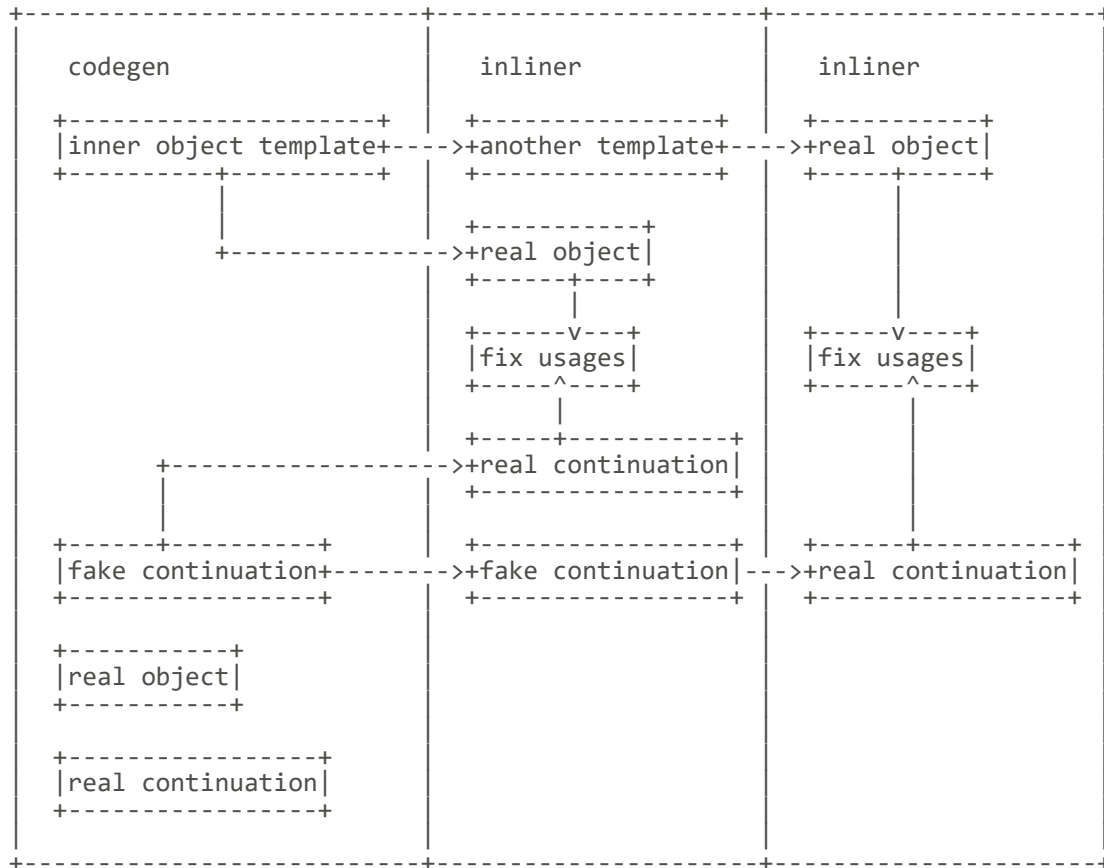 codegen inliner inliner
inner object template another template real object
real object
fix usages fix usages
real continuation
fake continuation fake continuation real continuation
real object
real continuation